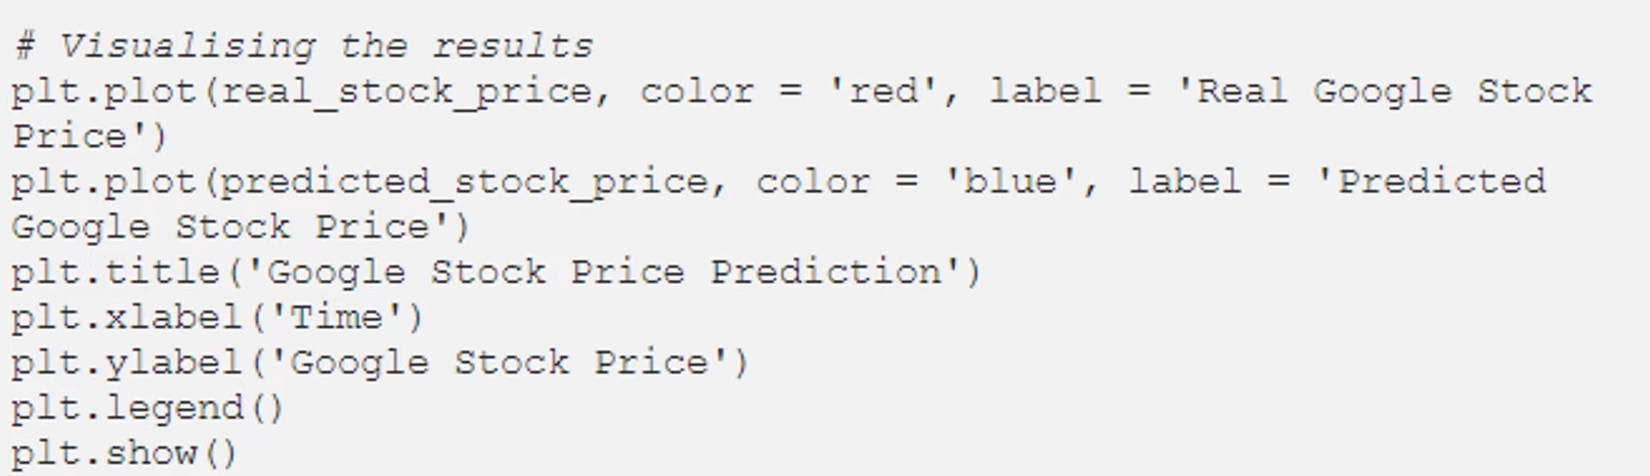 # Visualising the results
plt.plot(real_stock_price, color = 'red', label = 'Real Google Stock
Price')
plt.plot(predicted_stock_price, color = 'blue', label = 'Predicted
Google Stock Price')
plt.title('Google Stock Price Prediction')
plt.xlabel('Time')
plt.ylabel('Google Stock Price')
plt.legend()
plt.show()